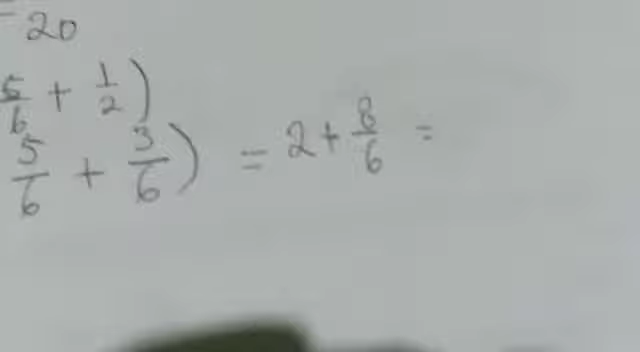 = 20
5/6 + 1/2)
5/6 + 3/6) = 2 + 8/6 =